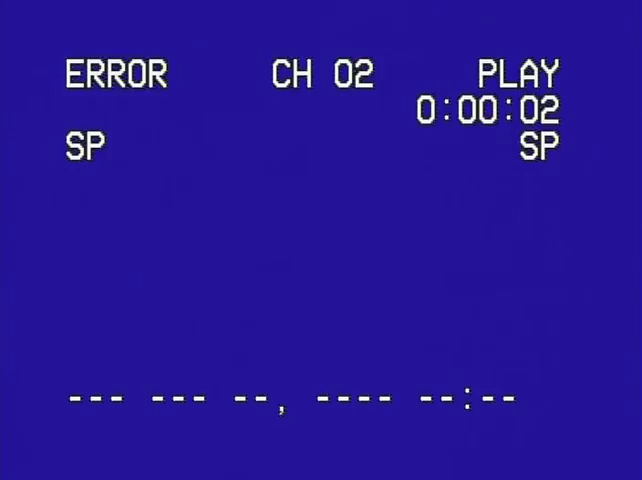 ERROR CH 02 PLAY
0:00:02
SP SP
--- --- --, ---- --:--